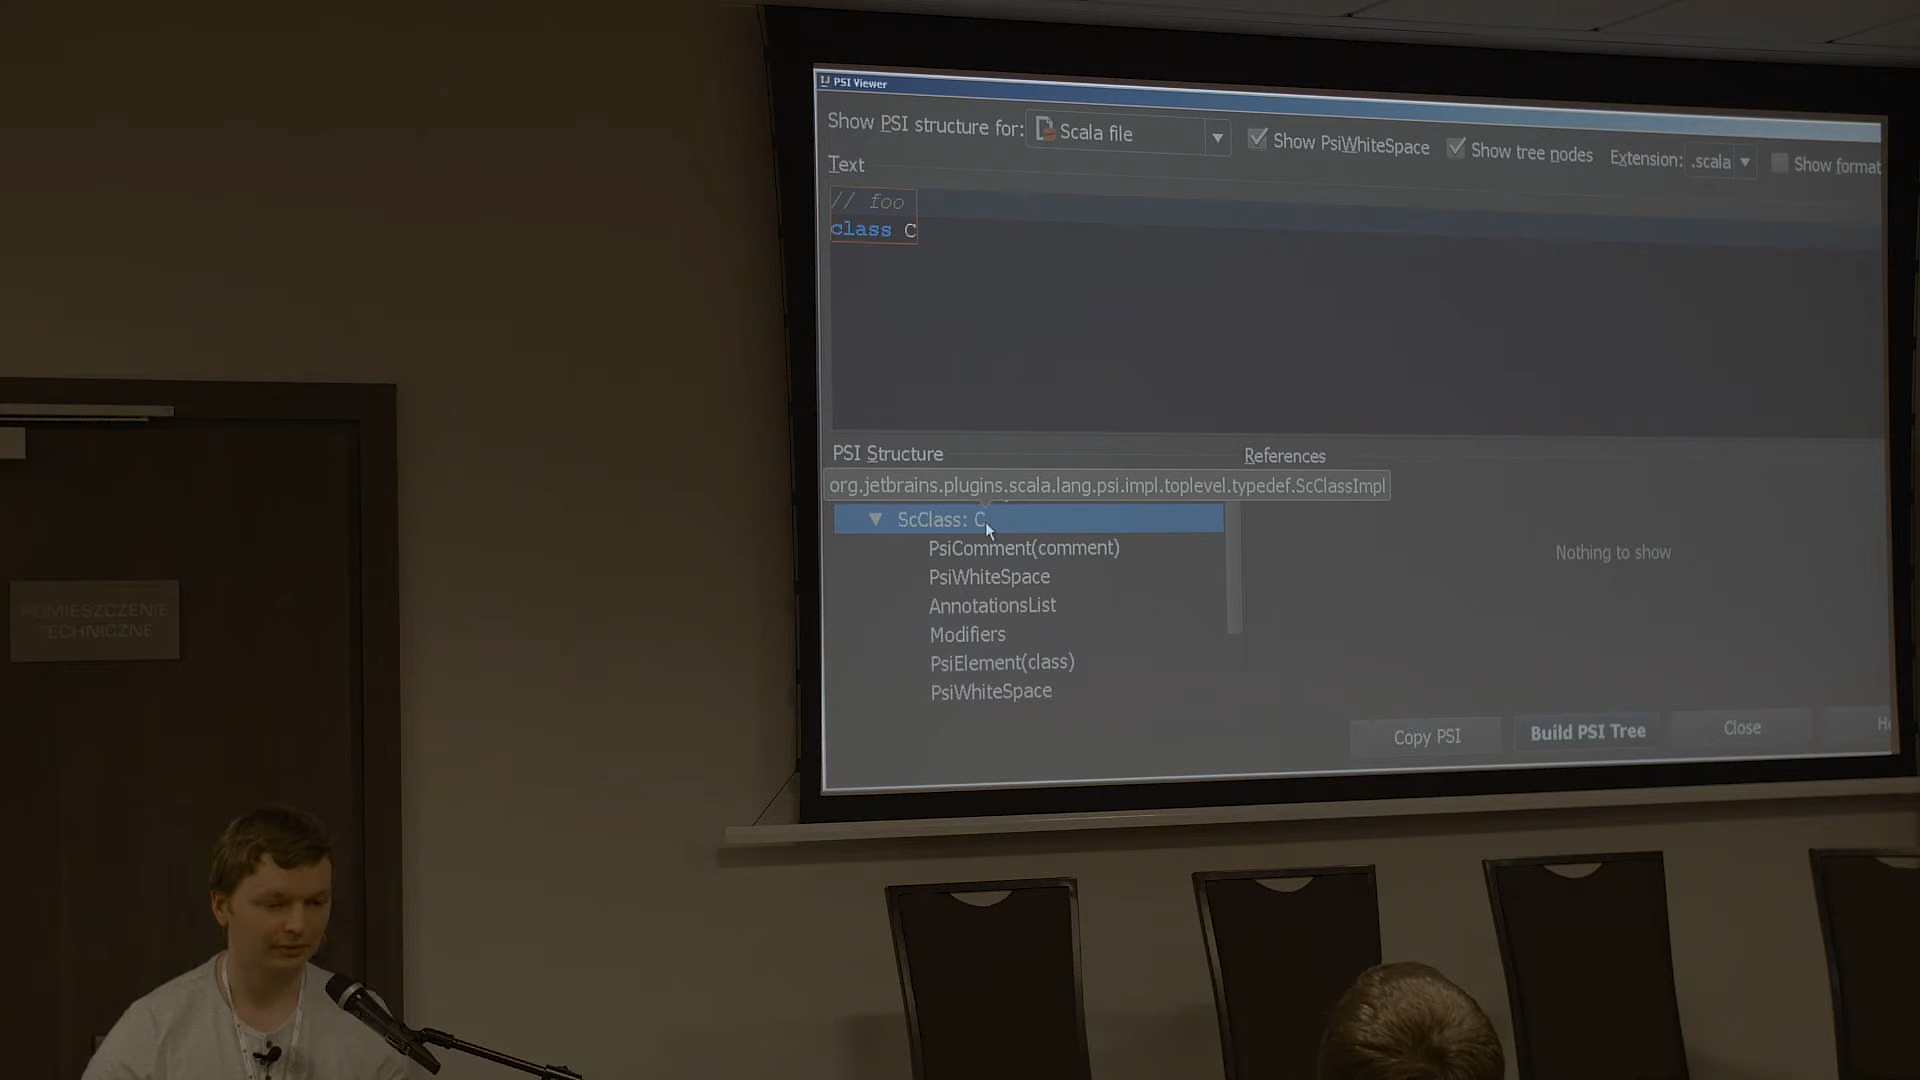 PSI Viewer
Show PSI structure for: Scala file Show PsiWhiteSpace Show tree nodes Extension: .scala Show format
Text
// foo
class C
PSI Structure References
org.jetbrains.plugins.scala.lang.psi.impl.toplevel.typedef.ScClassImpl
ScClass: C
PsiComment(comment)
PsiWhiteSpace
AnnotationsList
Modifiers
PsiElement(class)
PsiWhiteSpace
Nothing to show
Copy PSI Build PSI Tree Close
POMIESZCZENIE
TECHNICZNE